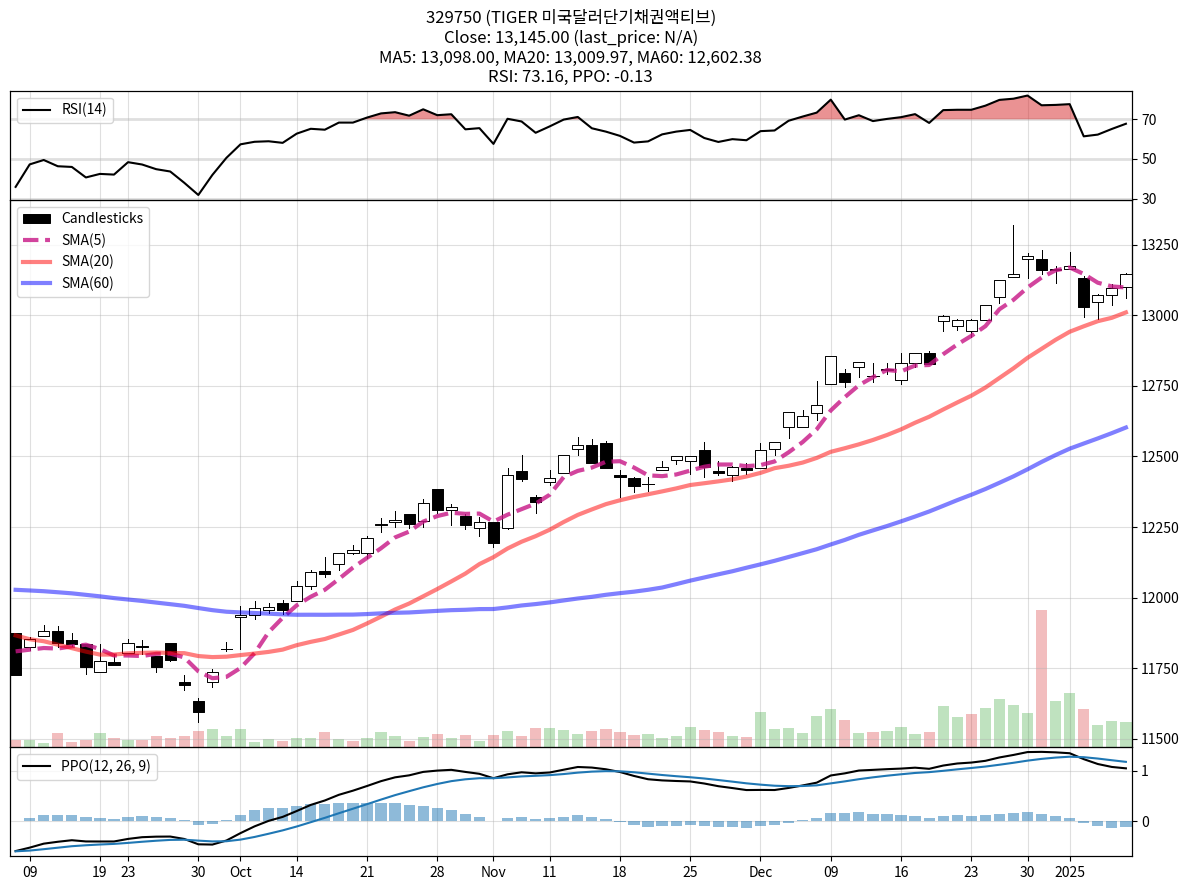 329750 (TIGER 미국달러단기채권액티브)
Close: 13,145.00 (last_price: N/A)
MA5: 13,098.00, MA20: 13,009.97, MA60: 12,602.38
RSI: 73.16, PPO: -0.13
RSI(14)
70
50
30
Candlesticks
SMA(5)
SMA(20)
SMA(60)
13250
13000
12750
12500
12250
12000
11750
11500
PPO(12, 26, 9)
1
0
09 19 23 30 Oct 14 21 28 Nov 11 18 25 Dec 09 16 23 30 2025